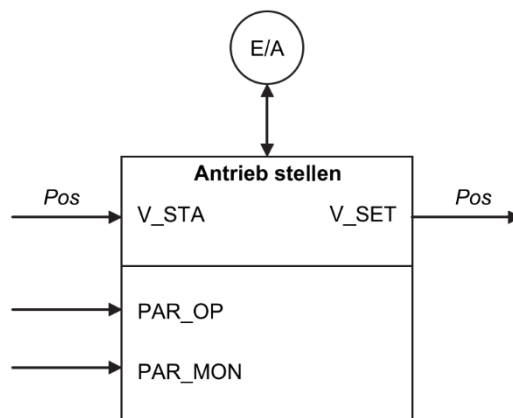 E/A
Antrieb stellen
Pos
V_STA
V_SET
Pos
PAR_OP
PAR_MON